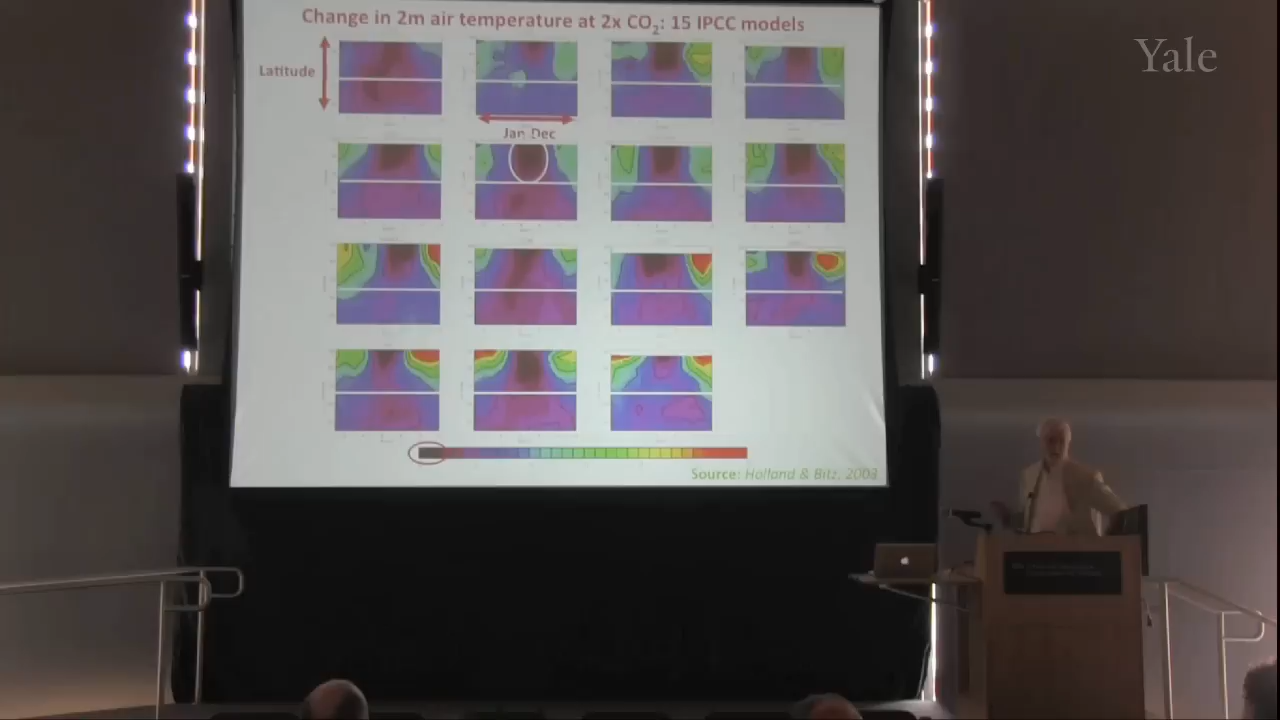 Change in 2m air temperature at 2x CO₂: 15 IPCC models
Yale
Latitude
Jan Dec
Source: Holland & Bitz, 2003